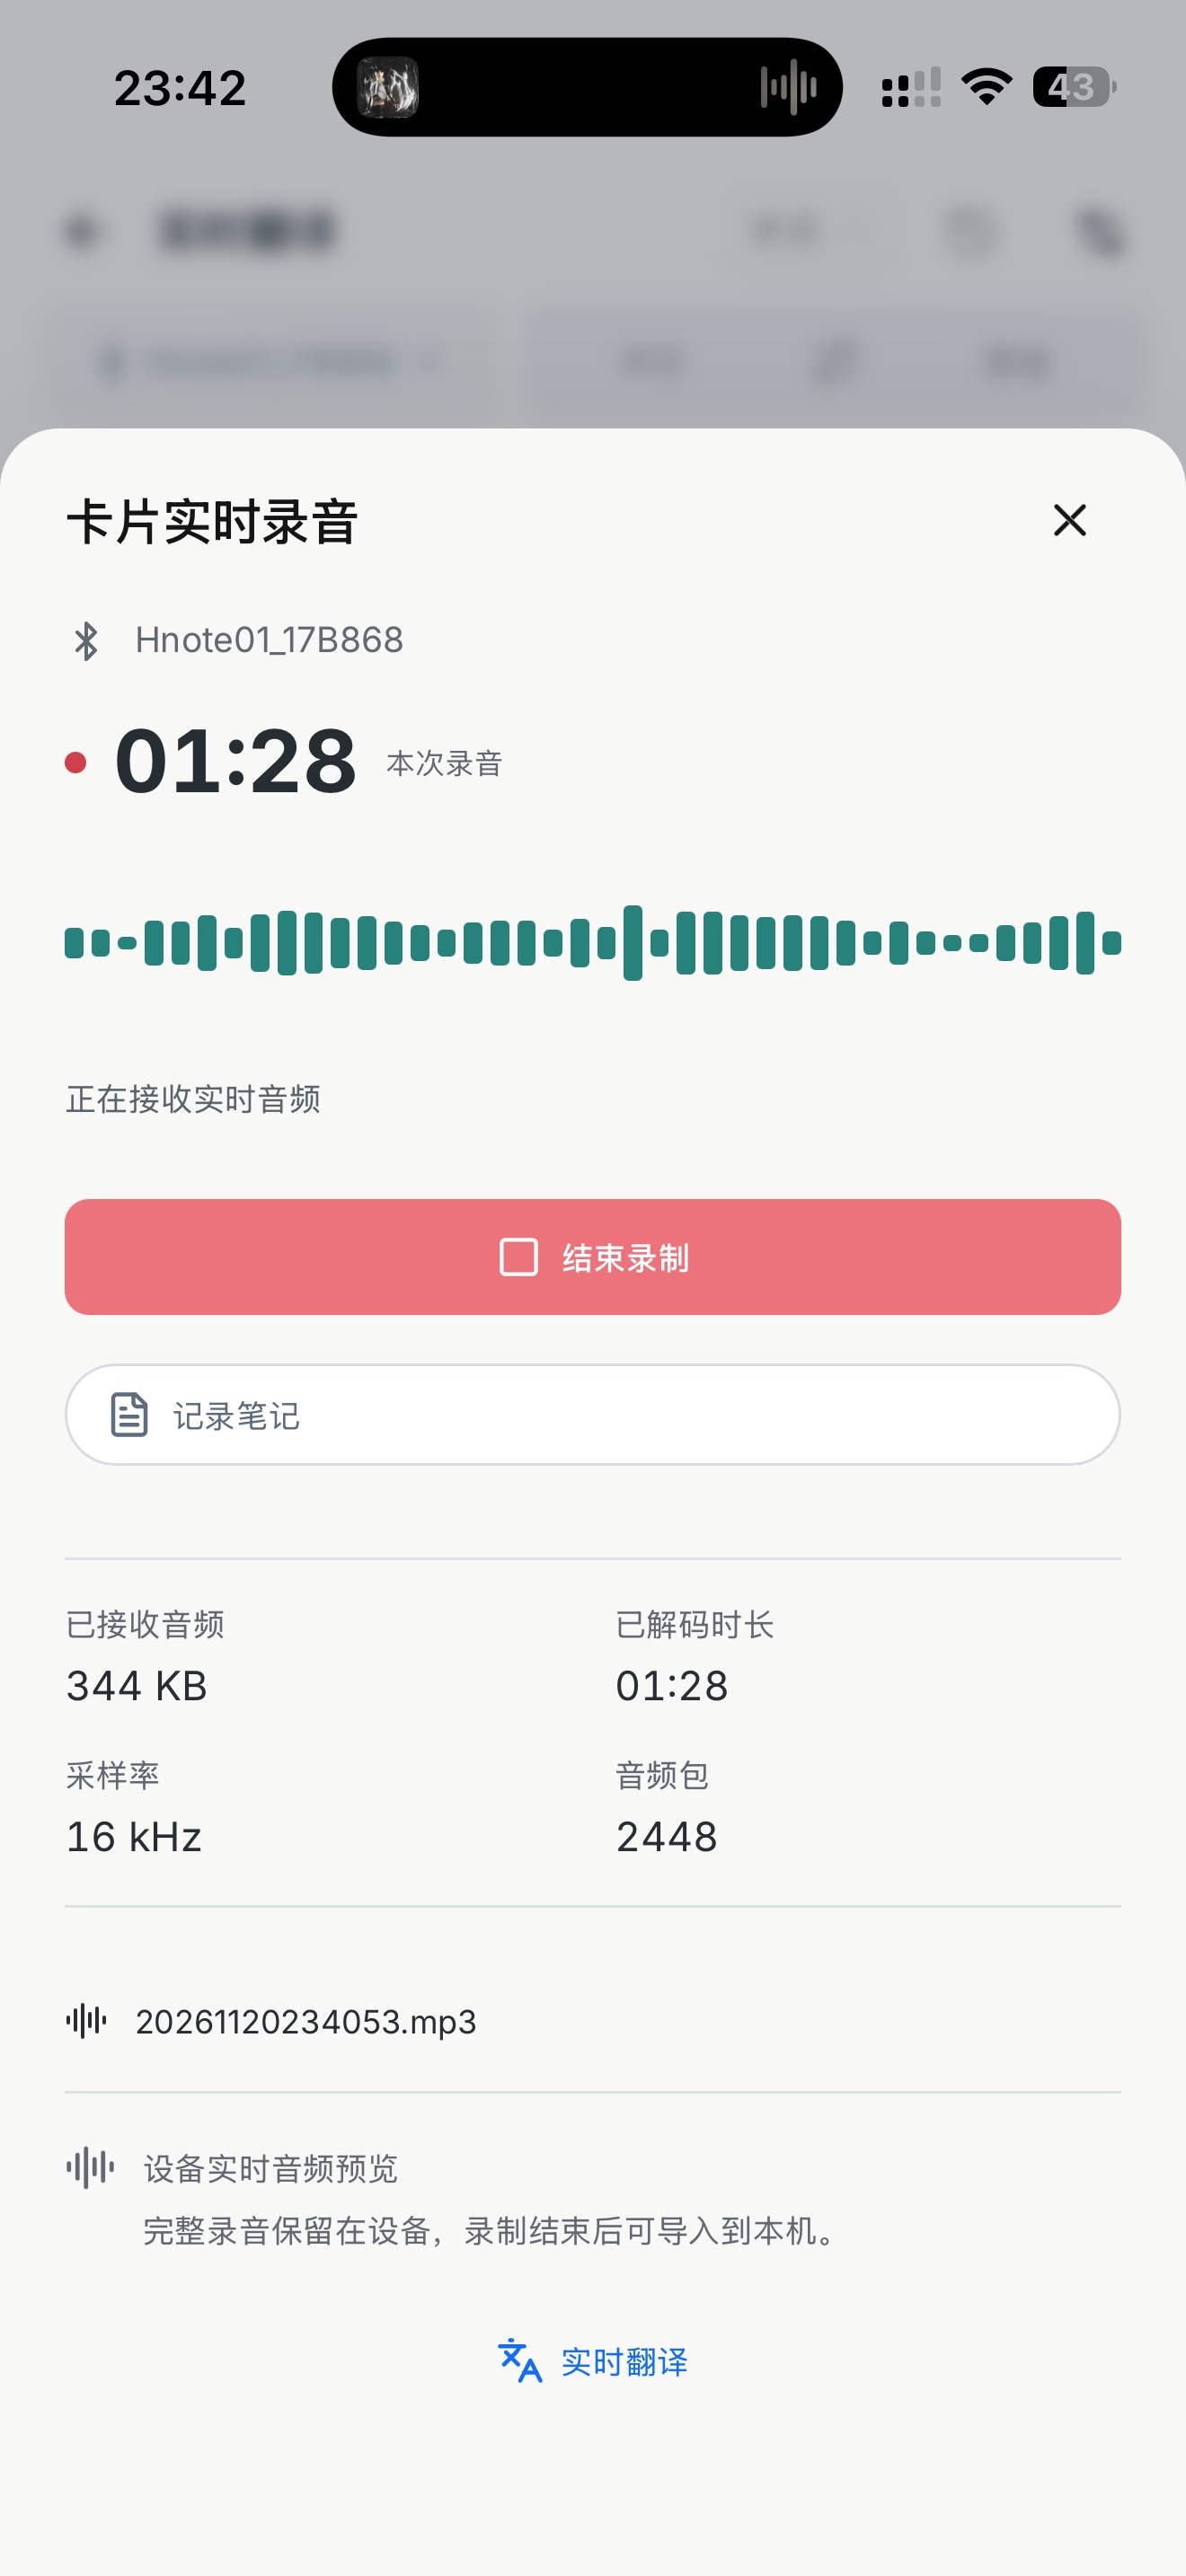 23:42
43
实时翻译
卡片实时录音
Hnote01_17B868
01:28 本次录音
正在接收实时音频
结束录制
记录笔记
已接收音频 已解码时长
344 KB 01:28
采样率 音频包
16 kHz 2448
20261120234053.mp3
设备实时音频预览
完整录音保留在设备，录制结束后可导入到本机。
实时翻译